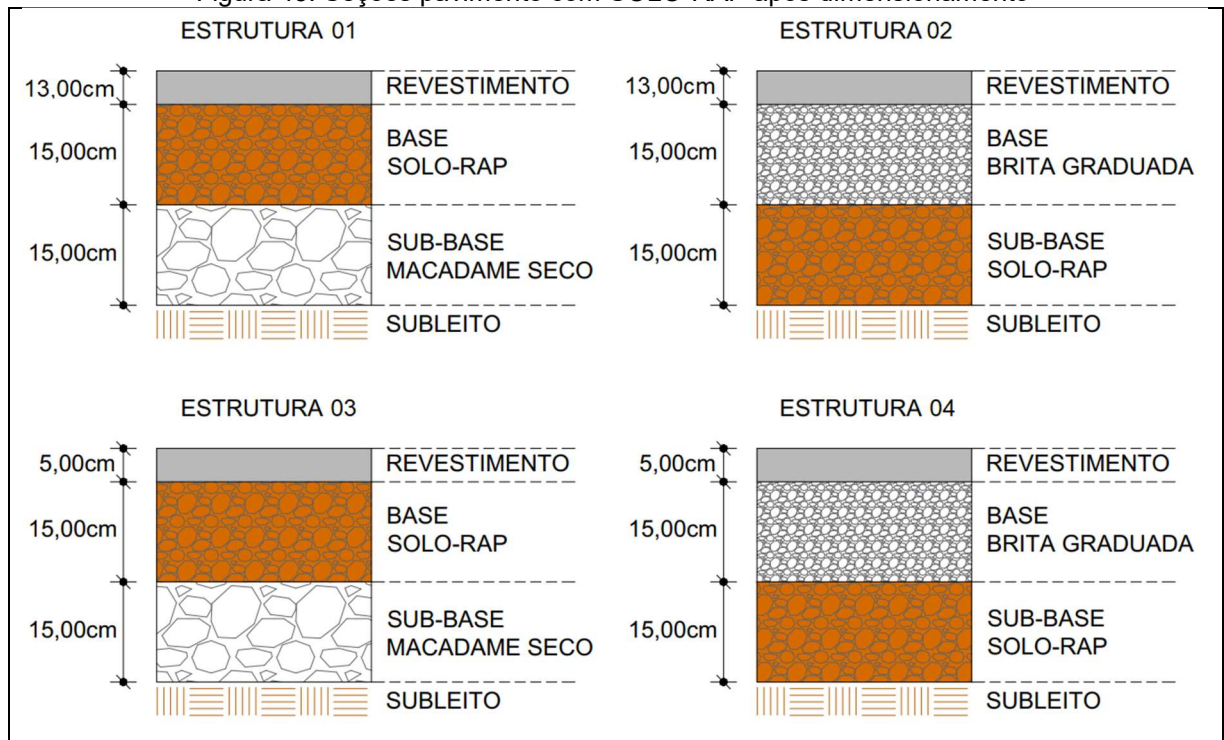 ESTRUTURA 01
13,00cm
REVESTIMENTO
15,00cm
BASE
SOLO-RAP
15,00cm
SUB-BASE
MACADAME SECO
SUBLEITO
ESTRUTURA 02
13,00cm
REVESTIMENTO
15,00cm
BASE
BRITA GRADUADA
15,00cm
SUB-BASE
SOLO-RAP
SUBLEITO
ESTRUTURA 03
5,00cm
REVESTIMENTO
15,00cm
BASE
SOLO-RAP
15,00cm
SUB-BASE
MACADAME SECO
SUBLEITO
ESTRUTURA 04
5,00cm
REVESTIMENTO
15,00cm
BASE
BRITA GRADUADA
15,00cm
SUB-BASE
SOLO-RAP
SUBLEITO